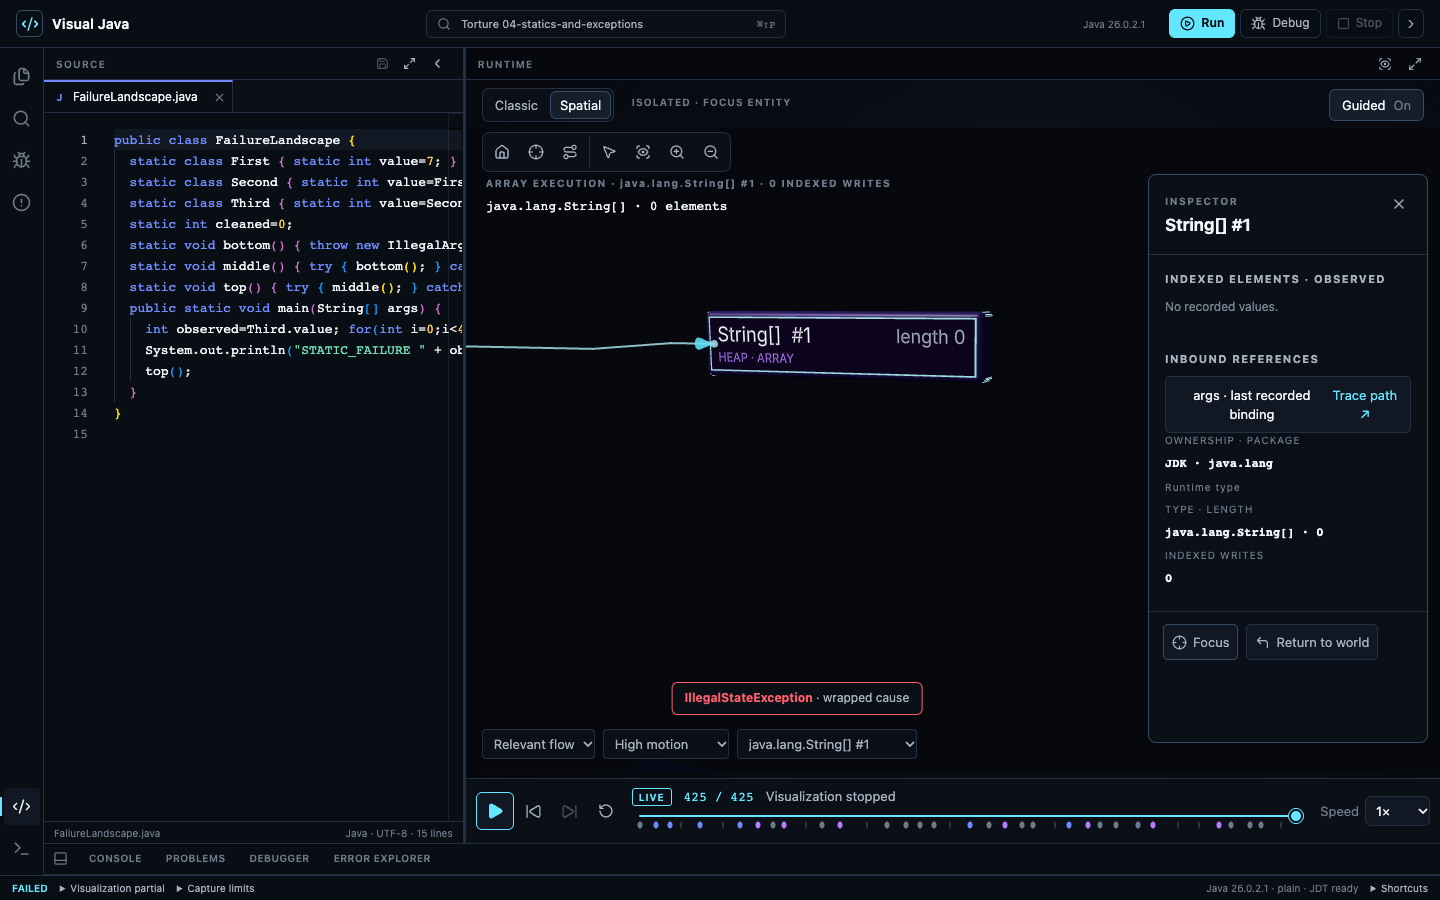 Visual Java
Torture 04-statics-and-exceptions
⌘⇧P
Java 26.0.2.1
Run
Debug
Stop
SOURCE
J FailureLandscape.java
1 public class FailureLandscape {
2 static class First { static int value=7; }
3 static class Second { static int value=Firs
4 static class Third { static int value=Secon
5 static int cleaned=0;
6 static void bottom() { throw new IllegalArg
7 static void middle() { try { bottom(); } ca
8 static void top() { try { middle(); } catch
9 public static void main(String[] args) {
10 int observed=Third.value; for(int i=0;i<4
11 System.out.println("STATIC_FAILURE " + ob
12 top();
13 }
14 }
15
FailureLandscape.java
Java · UTF-8 · 15 lines
RUNTIME
Classic
Spatial
ISOLATED · FOCUS ENTITY
Guided On
ARRAY EXECUTION · java.lang.String[] #1 · 0 INDEXED WRITES
java.lang.String[] · 0 elements
String[] #1
length 0
HEAP · ARRAY
INSPECTOR
String[] #1
INDEXED ELEMENTS · OBSERVED
No recorded values.
INBOUND REFERENCES
args · last recorded
binding
Trace path
↗
OWNERSHIP · PACKAGE
JDK · java.lang
Runtime type
TYPE · LENGTH
java.lang.String[] · 0
INDEXED WRITES
0
Focus
Return to world
IllegalStateException · wrapped cause
Relevant flow
High motion
java.lang.String[] #1
LIVE
425 / 425
Visualization stopped
Speed
1×
CONSOLE
PROBLEMS
DEBUGGER
ERROR EXPLORER
FAILED
Visualization partial
Capture limits
Java 26.0.2.1 · plain · JDT ready
Shortcuts